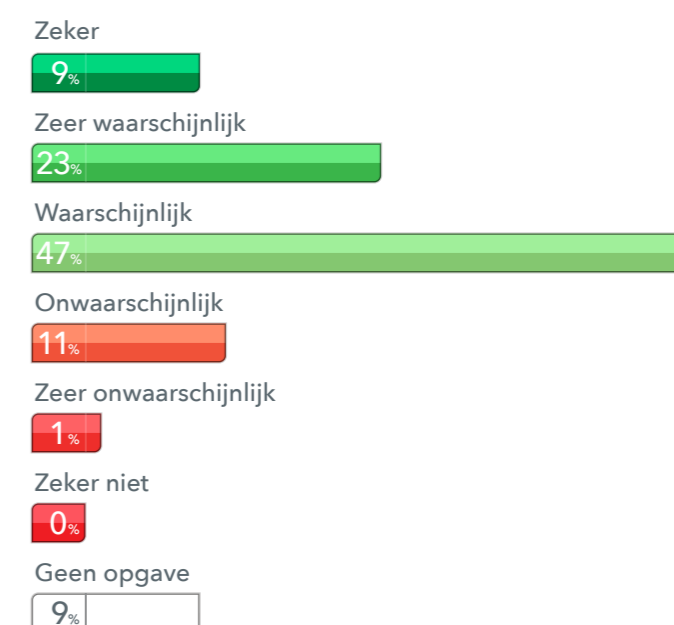 Zeker
9%
Zeer waarschijnlijk
23%
Waarschijnlijk
47%
Onwaarschijnlijk
11%
Zeer onwaarschijnlijk
1%
Zeker niet
0%
Geen opgave
9%